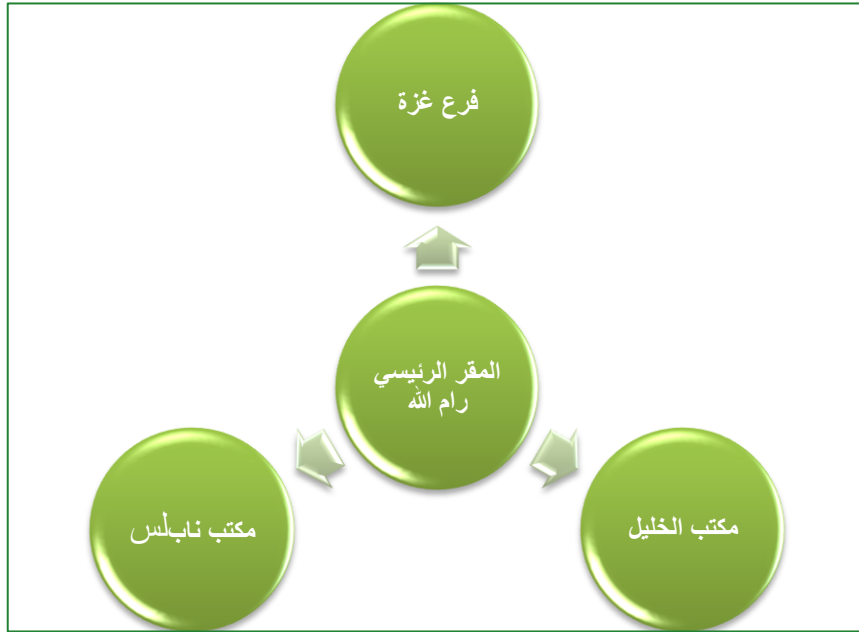 فرع غزة
المقر الرئيسي
رام الله
مكتب الخليل
مكتب نابلس